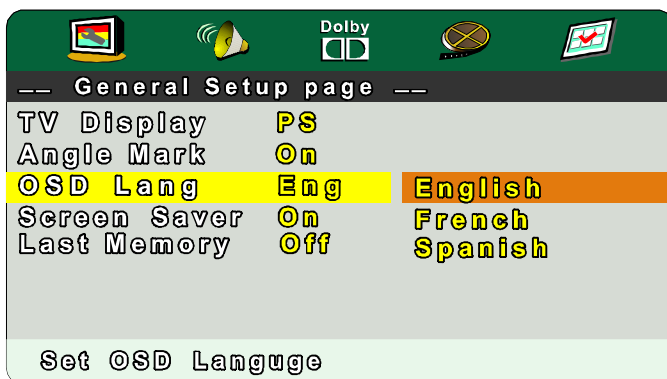 Dolby
-- General Setup page --
TV Display PS
Angle Mark On
OSD Lang Eng English
Screen Saver On French
Last Memory Off Spanish
Set OSD Languge